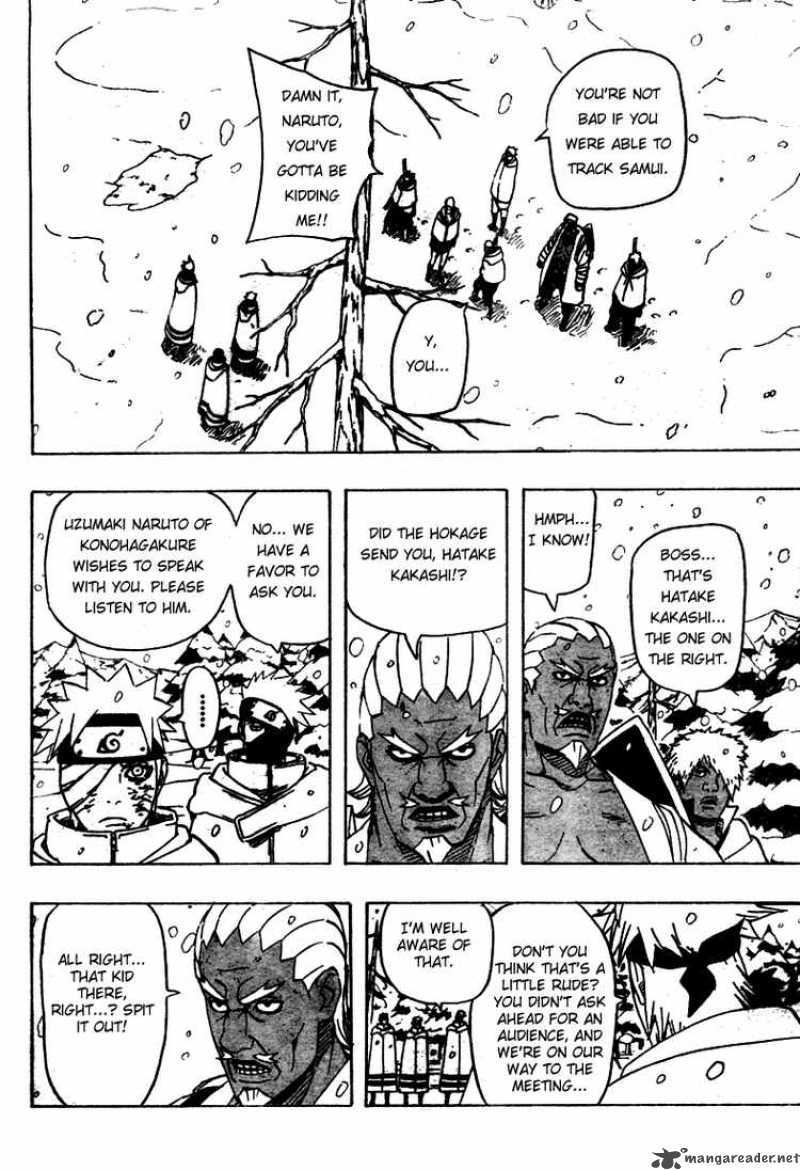 YOU'RE NOT
BAD IF YOU
WERE ABLE TO
TRACK SAMUI.
DAMN IT,
NARUTO,
YOU'VE
GOTTA BE
KIDDING
ME!!
Y,
YOU...
BOSS...
THAT'S
HATAKE
KAKASHI...
THE ONE ON
THE RIGHT.
HMPH...
I KNOW!
DID THE HOKAGE
SEND YOU, HATAKE
KAKASHI!?
NO... WE
HAVE A
FAVOR TO
ASK YOU.
UZUMAKI NARUTO OF
KONOHAGAKURE
WISHES TO SPEAK
WITH YOU. PLEASE
LISTEN TO HIM.
......
DON'T YOU
THINK THAT'S A
LITTLE RUDE?
YOU DIDN'T ASK
AHEAD FOR AN
AUDIENCE, AND
WE'RE ON OUR
WAY TO THE
MEETING...
I'M WELL
AWARE OF
THAT.
ALL RIGHT...
THAT KID
THERE,
RIGHT...? SPIT
IT OUT!
mangareader.net